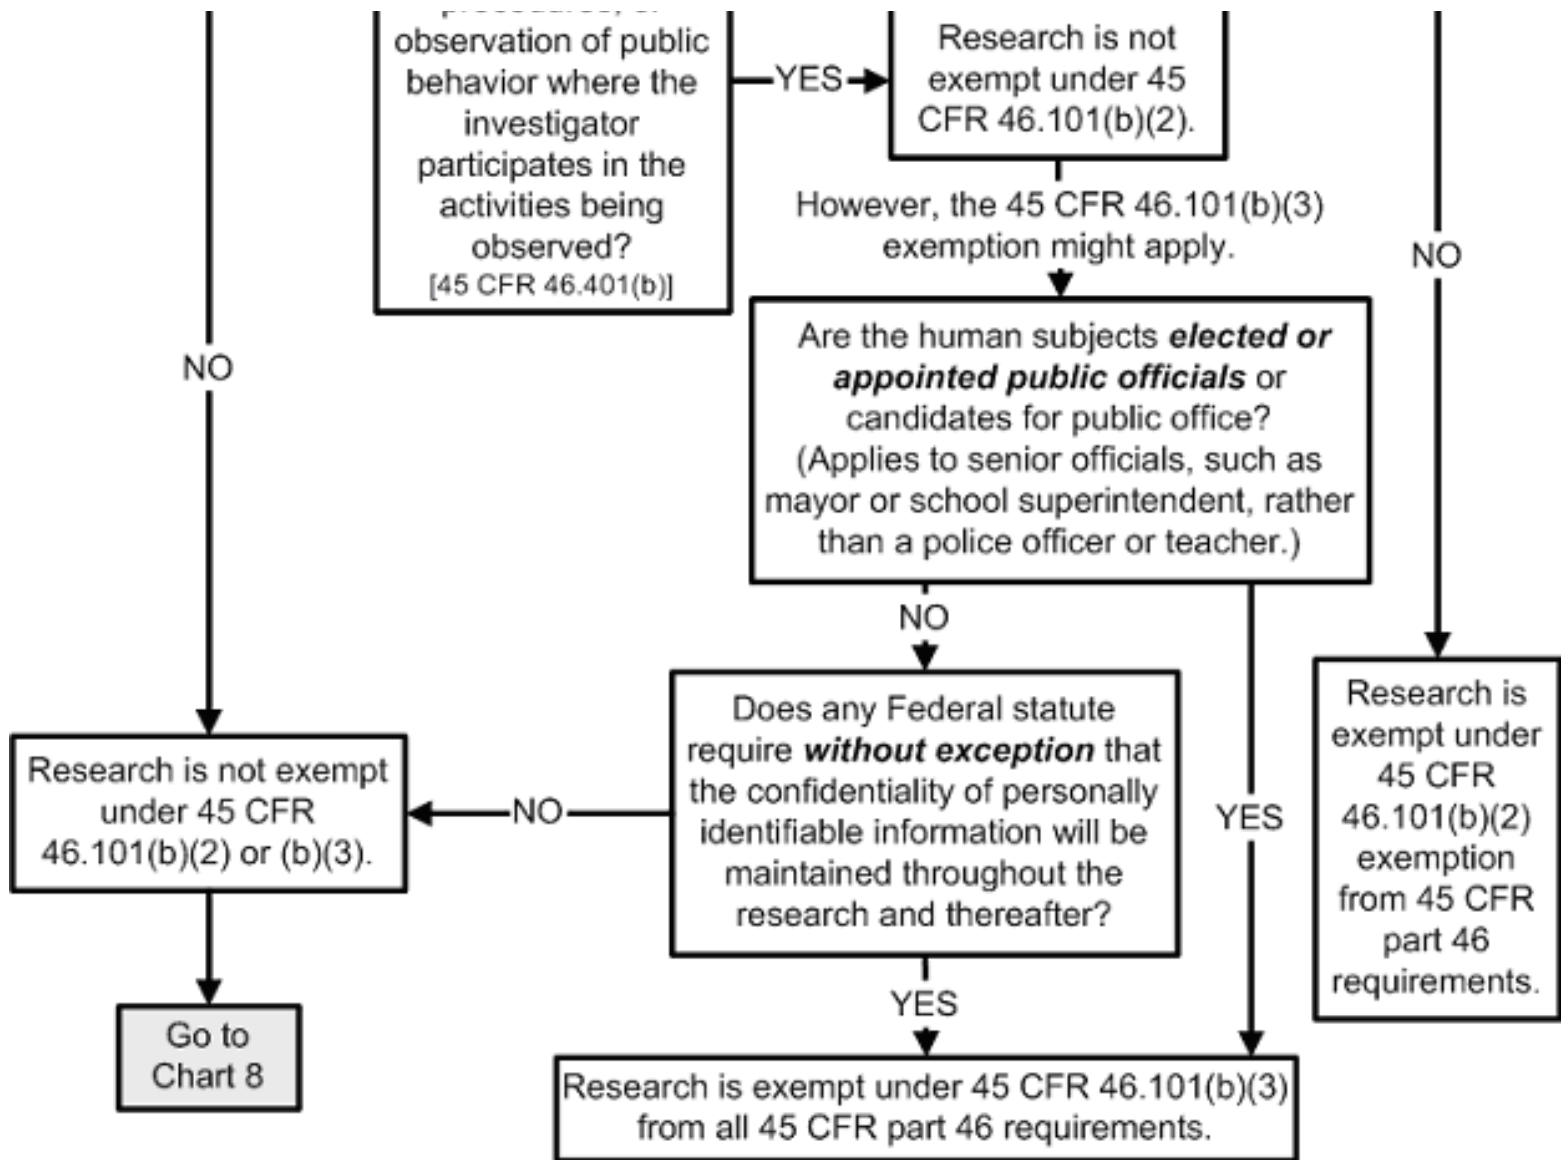 observation of public
behavior where the
investigator
participates in the
activities being
observed?
[45 CFR 46.401(b)]
YES
Research is not
exempt under 45
CFR 46.101(b)(2).
However, the 45 CFR 46.101(b)(3)
exemption might apply.
NO
NO
Are the human subjects elected or
appointed public officials or
candidates for public office?
(Applies to senior officials, such as
mayor or school superintendent, rather
than a police officer or teacher.)
NO
YES
Does any Federal statute
require without exception that
the confidentiality of personally
identifiable information will be
maintained throughout the
research and thereafter?
NO
Research is not exempt
under 45 CFR
46.101(b)(2) or (b)(3).
Research is
exempt under
45 CFR
46.101(b)(2)
exemption
from 45 CFR
part 46
requirements.
YES
Go to
Chart 8
Research is exempt under 45 CFR 46.101(b)(3)
from all 45 CFR part 46 requirements.